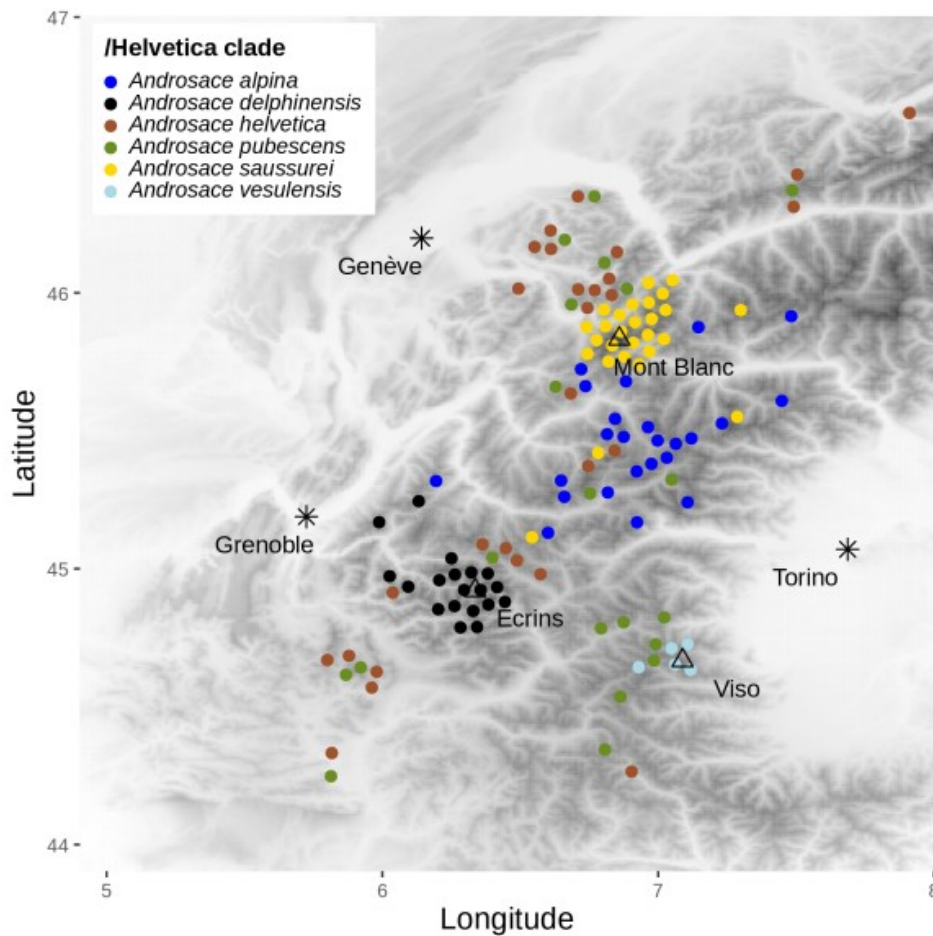 47
/Helvetica clade
Androsace alpina
Androsace delphinensis
Androsace helvetica
Androsace pubescens
Androsace saussurei
Androsace vesulensis
Genève
46
Mont Blanc
Latitude
Grenoble
45
Torino
Ecrins
Viso
44
5
6
7
8
Longitude